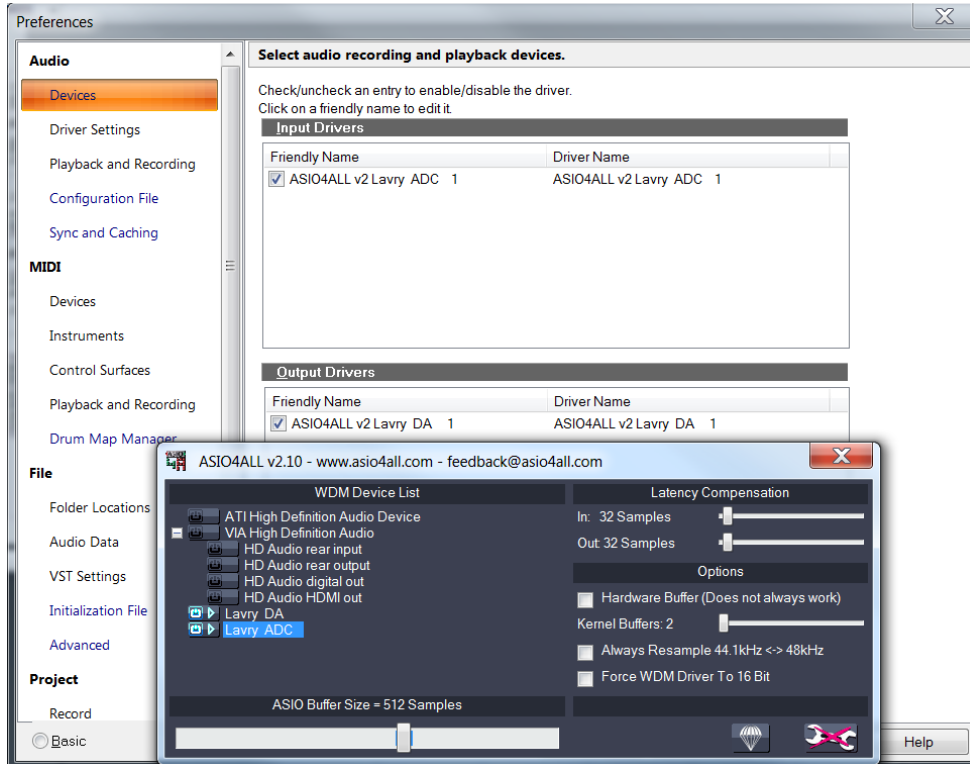 Preferences
Audio
Devices
Driver Settings
Playback and Recording
Configuration File
Sync and Caching
MIDI
Devices
Instruments
Control Surfaces
Playback and Recording
Drum Map Manager
File
Folder Locations
Audio Data
VST Settings
Initialization File
Advanced
Project
Record
Basic
Select audio recording and playback devices.
Check/uncheck an entry to enable/disable the driver.
Click on a friendly name to edit it.
Input Drivers
Friendly Name Driver Name
ASIO4ALL v2 Lavry ADC 1 ASIO4ALL v2 Lavry ADC 1
Output Drivers
Friendly Name Driver Name
ASIO4ALL v2 Lavry DA 1 ASIO4ALL v2 Lavry DA 1
ASIO4ALL v2.10 - www.asio4all.com - feedback@asio4all.com
WDM Device List
ATI High Definition Audio Device
VIA High Definition Audio
HD Audio rear input
HD Audio rear output
HD Audio digital out
HD Audio HDMI out
Lavry DA
Lavry ADC
ASIO Buffer Size = 512 Samples
Latency Compensation
In: 32 Samples
Out: 32 Samples
Options
Hardware Buffer (Does not always work)
Kernel Buffers: 2
Always Resample 44.1kHz <-> 48kHz
Force WDM Driver To 16 Bit
Help